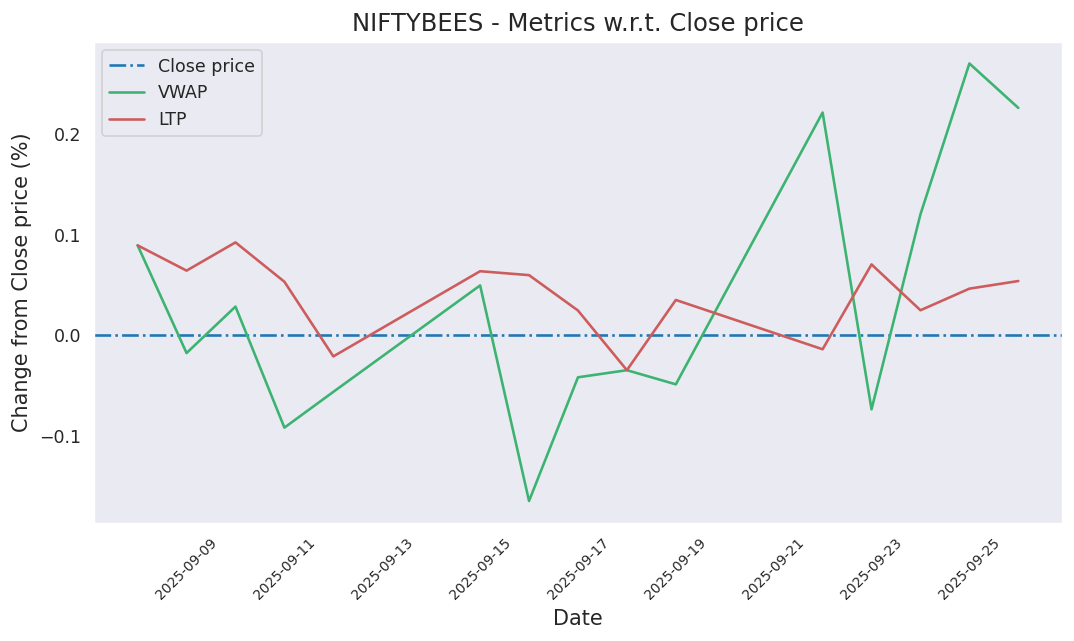 NIFTYBEES - Metrics w.r.t. Close price
Close price
VWAP
LTP
Change from Close price (%)
0.2
0.1
0.0
−0.1
2025-09-09
2025-09-11
2025-09-13
2025-09-15
2025-09-17
2025-09-19
2025-09-21
2025-09-23
2025-09-25
Date